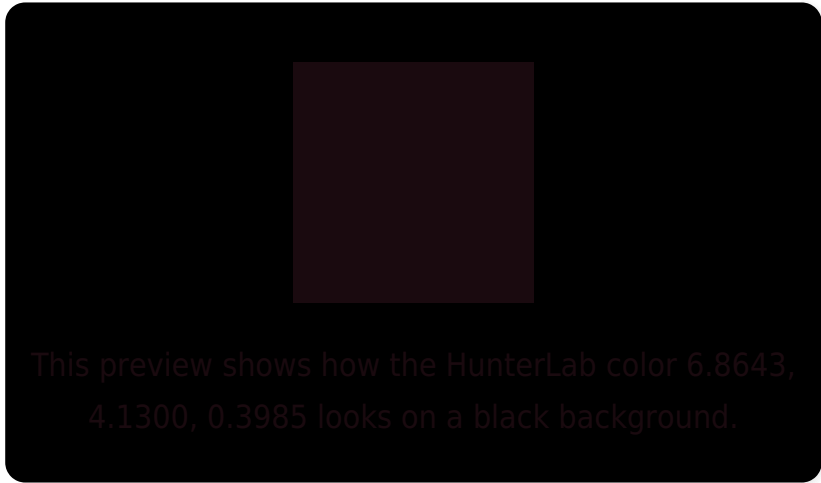 This preview shows how the HunterLab color 6.8643,
4.1300, 0.3985 looks on a black background.